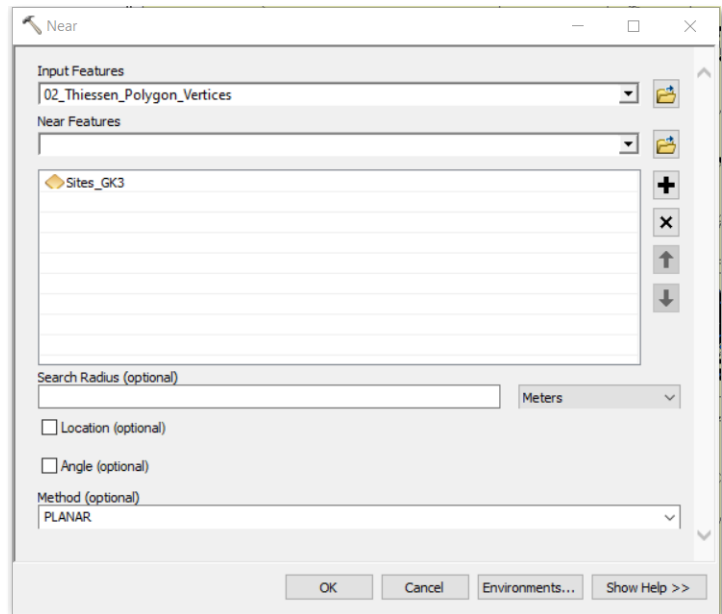 Near
Input Features
02_Thiessen_Polygon_Vertices
Near Features
Sites_GK3
Search Radius (optional)
Meters
Location (optional)
Angle (optional)
Method (optional)
PLANAR
OK Cancel Environments... Show Help >>